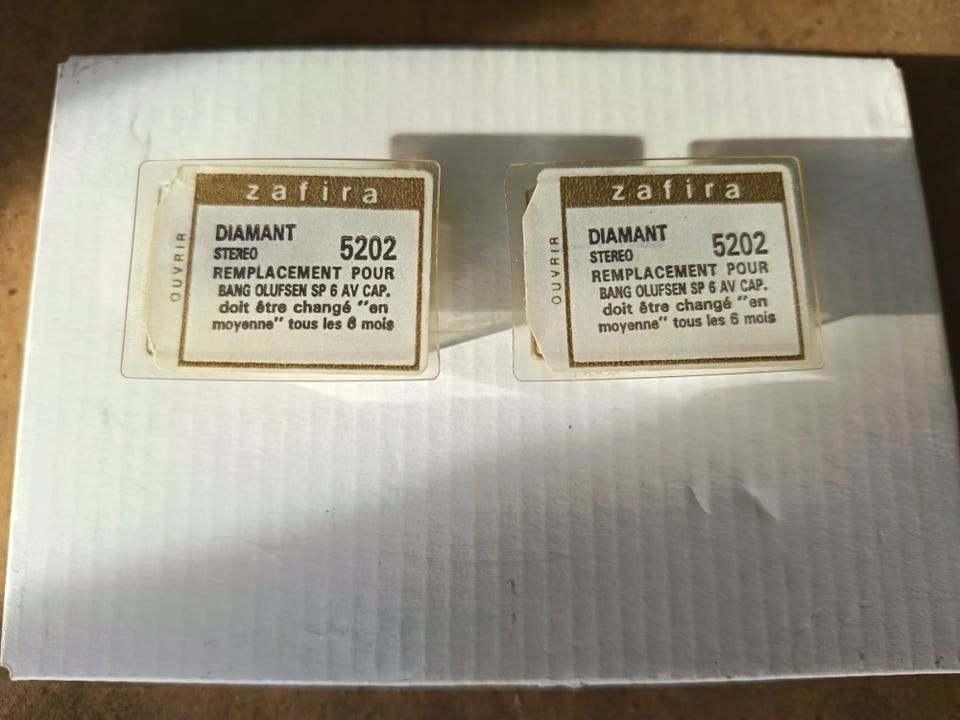 zafira
OUVRIR
DIAMANT
STEREO 5202
REMPLACEMENT POUR
BANG OLUFSEN SP 6 AV CAP.
doit être changé "en
moyenne" tous les 6 mois
zafira
OUVRIR
DIAMANT
STEREO 5202
REMPLACEMENT POUR
BANG OLUFSEN SP 6 AV CAP.
doit être changé "en
moyenne" tous les 6 mois